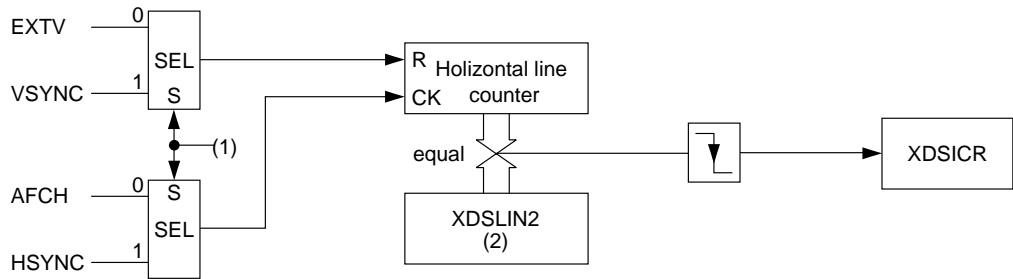 EXTV
0
SEL
VSYNC
1
S
(1)
AFCH
0
S
SEL
HSYNC
1
R
CK
Holizontal line
counter
equal
XDSLIN2
(2)
XDSICR